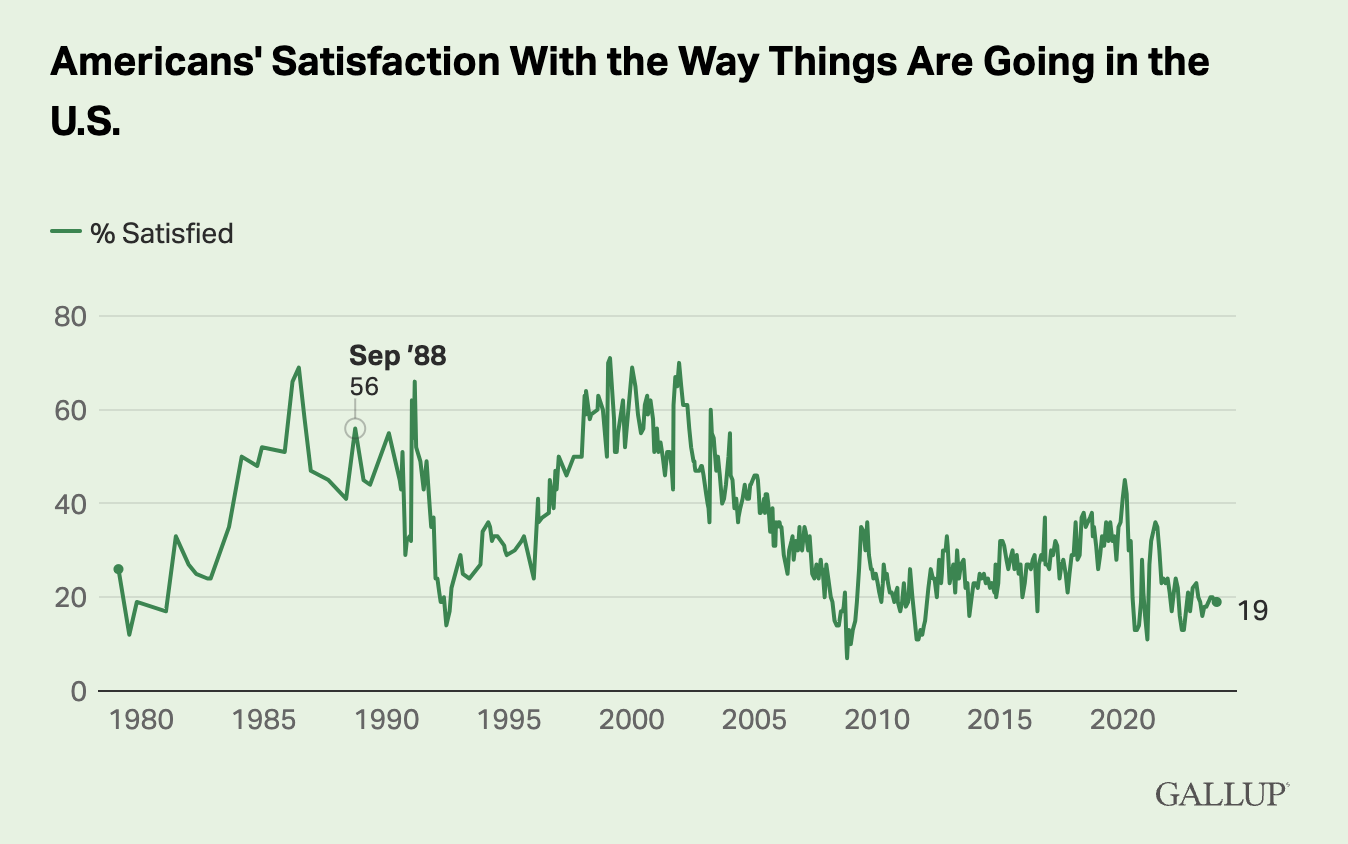 Americans' Satisfaction With the Way Things Are Going in the
U.S.
% Satisfied
80
Sep ’88
56
60
40
20
19
0
1980 1985 1990 1995 2000 2005 2010 2015 2020
GALLUP